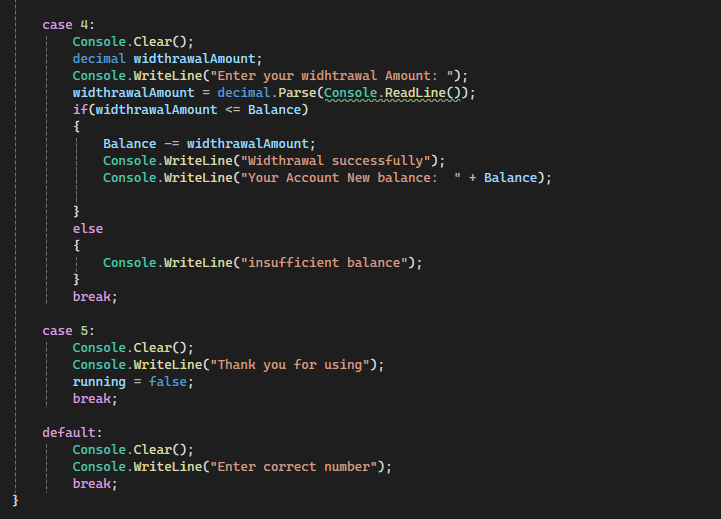 case 4:
Console.Clear();
decimal widthrawalAmount;
Console.WriteLine("Enter your widhtrawal Amount: ");
widthrawalAmount = decimal.Parse(Console.ReadLine());
if(widthrawalAmount <= Balance)
{
Balance -= widthrawalAmount;
Console.WriteLine("Widthrawal successfully");
Console.WriteLine("Your Account New balance:  " + Balance);
}
else
{
Console.WriteLine("insufficient balance");
}
break;
case 5:
Console.Clear();
Console.WriteLine("Thank you for using");
running = false;
break;
default:
Console.Clear();
Console.WriteLine("Enter correct number");
break;
}